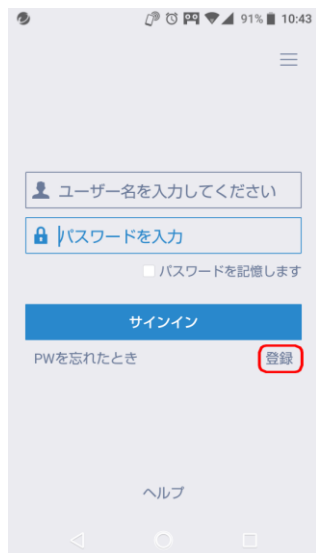 91% 10:43
ユーザー名を入力してください
パスワードを入力
パスワードを記憶します
サインイン
PWを忘れたとき 登録
ヘルプ